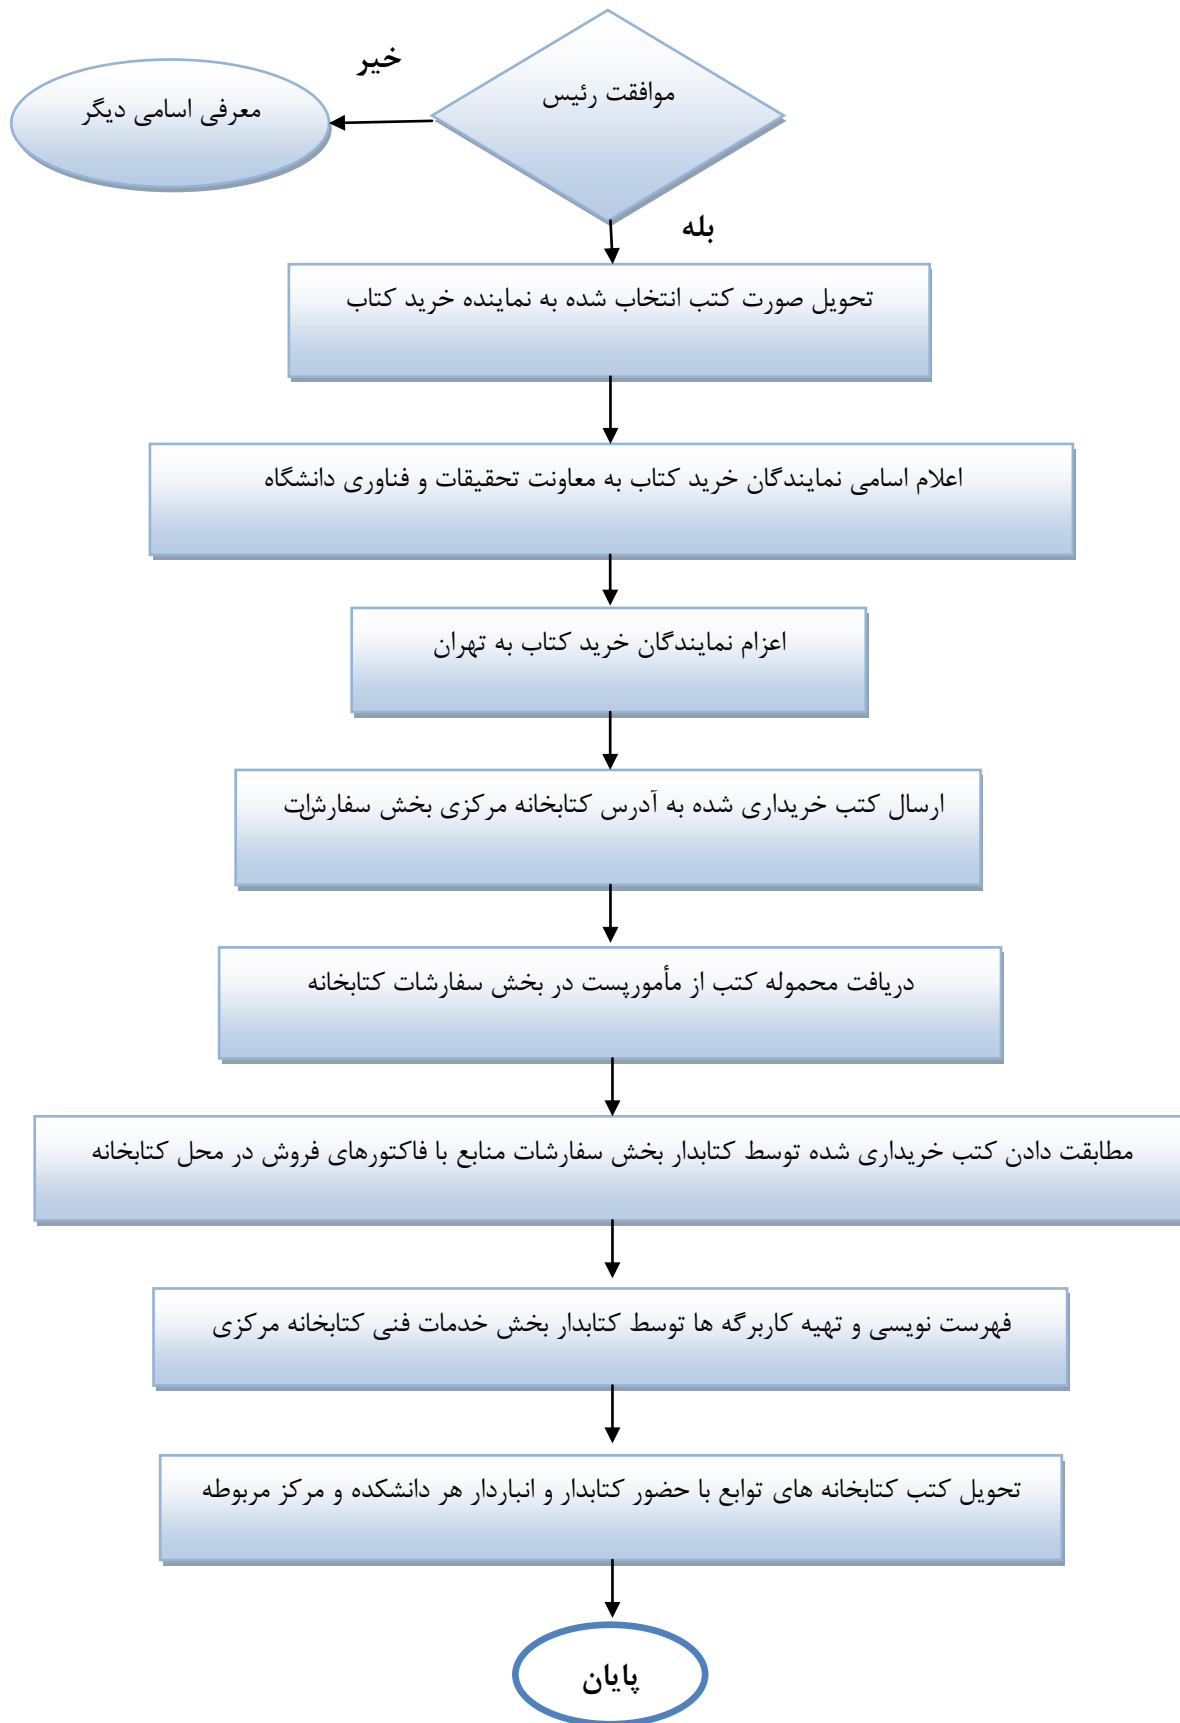 موافقت رئیس
خیر
معرفی اسامی دیگر
بله
تحویل صورت کتب انتخاب شده به نماینده خرید کتاب
اعلام اسامی نمایندگان خرید کتاب به معاونت تحقیقات و فناوری دانشگاه
اعزام نمایندگان خرید کتاب به تهران
ارسال کتب خریداری شده به آدرس کتابخانه مرکزی بخش سفارشات
دریافت محموله کتب از مأمورپست در بخش سفارشات کتابخانه
مطابقت دادن کتب خریداری شده توسط کتابدار بخش سفارشات منابع با فاکتورهای فروش در محل کتابخانه
فهرست نویسی و تهیه کاربرگه ها توسط کتابدار بخش خدمات فنی کتابخانه مرکزی
تحویل کتب کتابخانه های توابع با حضور کتابدار و انباردار هر دانشکده و مرکز مربوطه
پایان